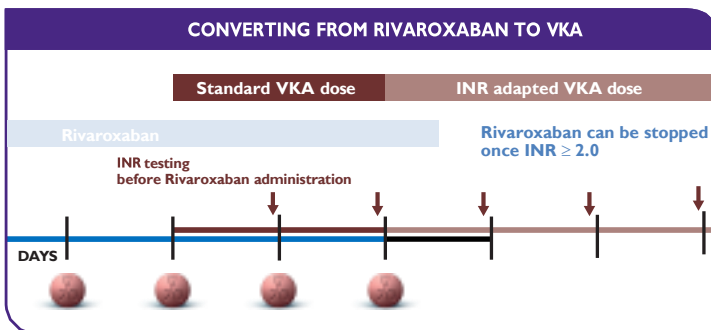 CONVERTING FROM RIVAROXABAN TO VKA
Standard VKA dose
INR adapted VKA dose
Rivaroxaban
Rivaroxaban can be stopped
once INR ≥ 2.0
INR testing
before Rivaroxaban administration
DAYS